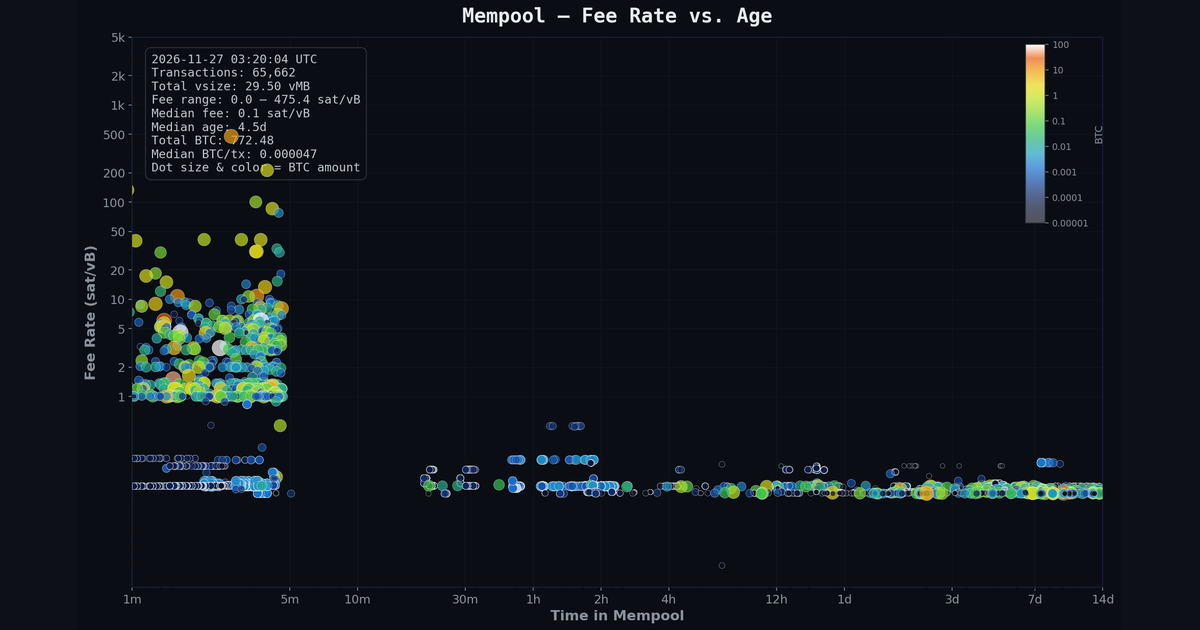 Mempool — Fee Rate vs. Age
2026-11-27 03:20:04 UTC
Transactions: 65,662
Total vsize: 29.50 vMB
Fee range: 0.0 — 475.4 sat/vB
Median fee: 0.1 sat/vB
Median age: 4.5d
Total BTC: 72.48
Median BTC/tx: 0.000047
Dot size & color = BTC amount
5k
2k
1k
500
200
100
50
20
10
5
2
1
Fee Rate (sat/vB)
100
10
1
0.1
0.01
0.001
0.0001
0.00001
BTC
1m
5m
10m
30m
1h
2h
4h
12h
1d
3d
7d
14d
Time in Mempool